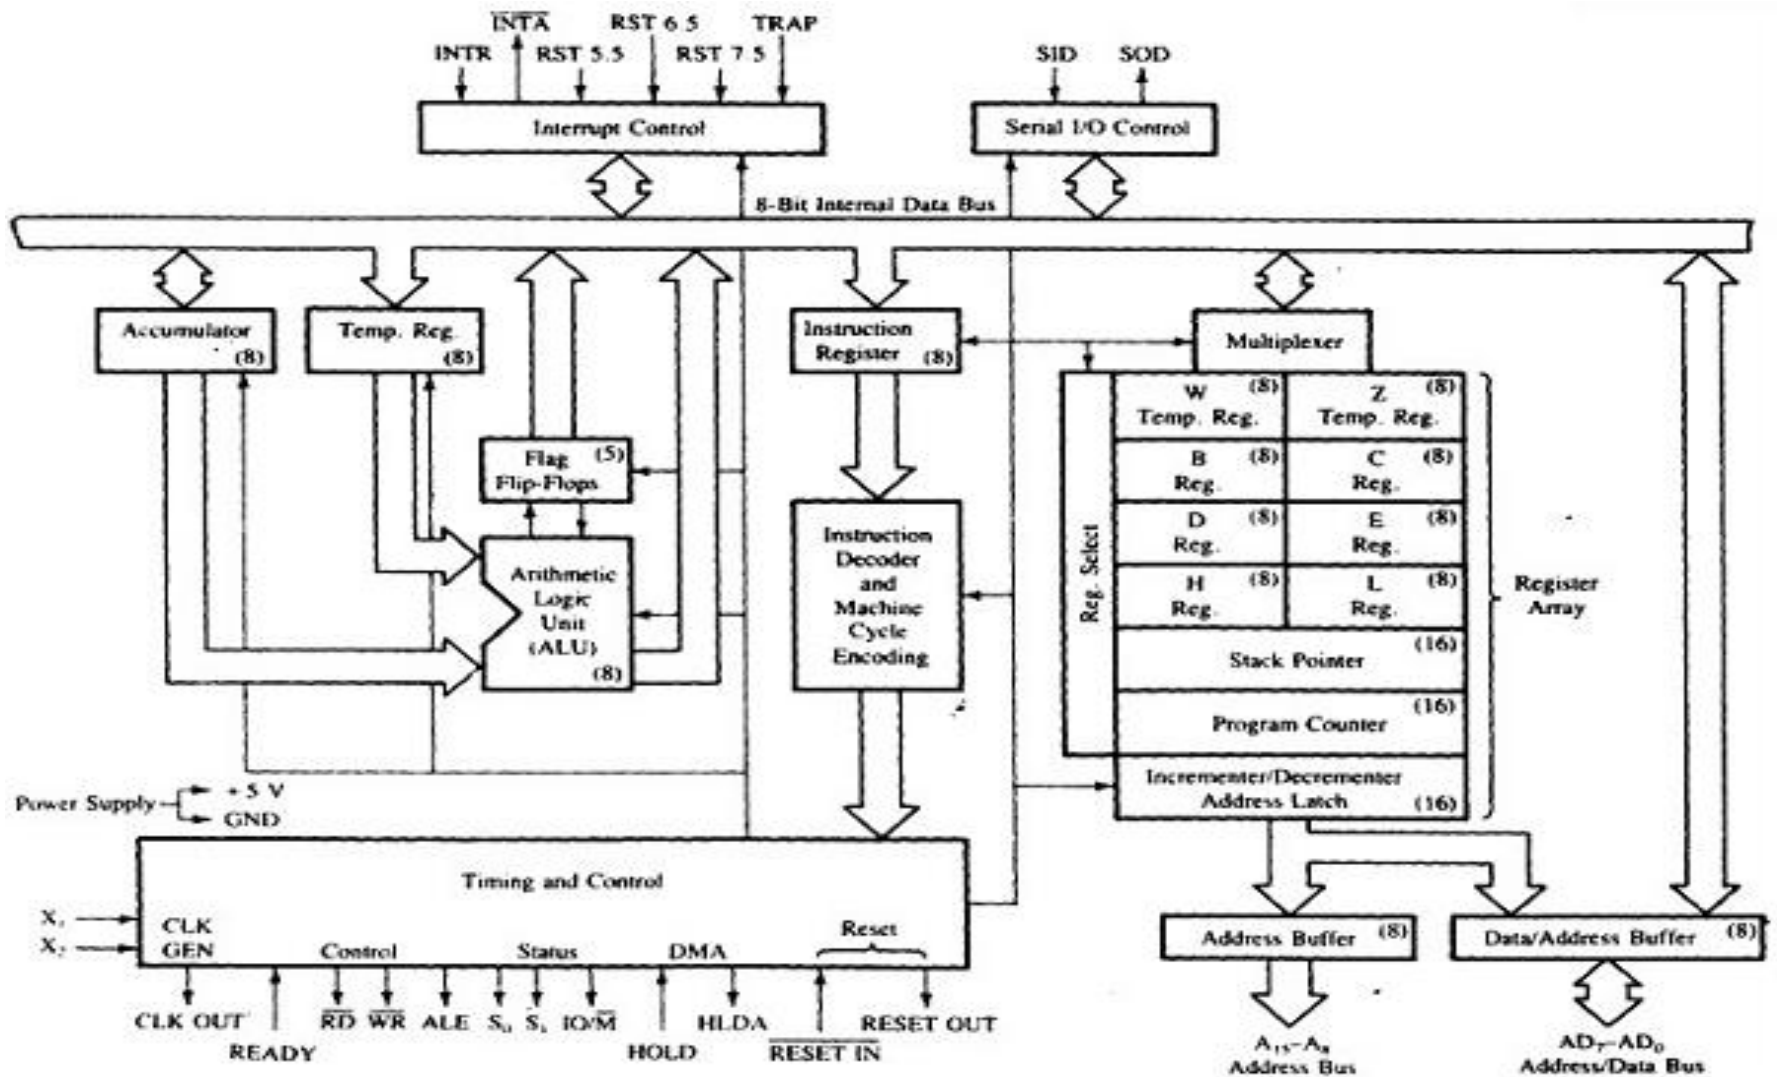 INTA RST 6.5 TRAP
INTR RST 5.5 RST 7.5
SID SOD
Interrupt Control
Serial I/O Control
8-Bit Internal Data Bus
Accumulator
(8)
Temp. Reg.
(8)
Instruction
Register (8)
Multiplexer
Flag (5)
Flip-Flops
Arithmetic
Logic
Unit
(ALU)
(8)
Instruction
Decoder
and
Machine
Cycle
Encoding
Reg. Select
W (8)
Temp. Reg.
Z (8)
Temp. Reg.
B (8)
Reg.
C (8)
Reg.
D (8)
Reg.
E (8)
Reg.
H (8)
Reg.
L (8)
Reg.
Stack Pointer (16)
Program Counter (16)
Incrementer/Decrementer
Address Latch (16)
Register
Array
Power Supply
+5 V
GND
Timing and Control
X₁
X₂
CLK
GEN
Control
Status
DMA
Reset
CLK OUT
READY
RD WR ALE S₀ S₁ IO/M
HOLD
HLDA
RESET IN
RESET OUT
Address Buffer (8)
Data/Address Buffer (8)
A₁₅–A₈
Address Bus
AD₇–AD₀
Address/Data Bus